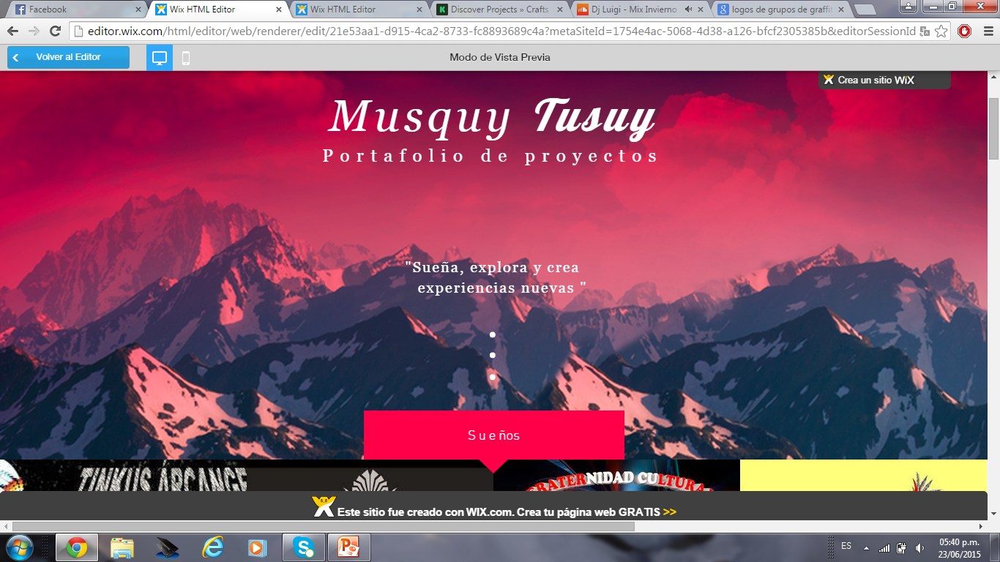 Facebook
Wix HTML Editor
Wix HTML Editor
Discover Projects » Crafts
Dj Luigi - Mix Invierno
logos de grupos de graffit
editor.wix.com/html/editor/web/renderer/edit/21e53aa1-d915-4ca2-8733-fc8893689c4a?metaSiteId=1754e4ac-5068-4d38-a126-bfcf2305385b&editorSessionId
Volver al Editor
Modo de Vista Previa
Crea un sitio WiX
Musquy Tusuy
Portafolio de proyectos
"Sueña, explora y crea
experiencias nuevas "
Sueños
TINKUS ARCANGE
FRATERNIDAD CULTURA
Este sitio fue creado con WIX.com. Crea tu página web GRATIS >>
ES
05:40 p.m.
23/06/2015